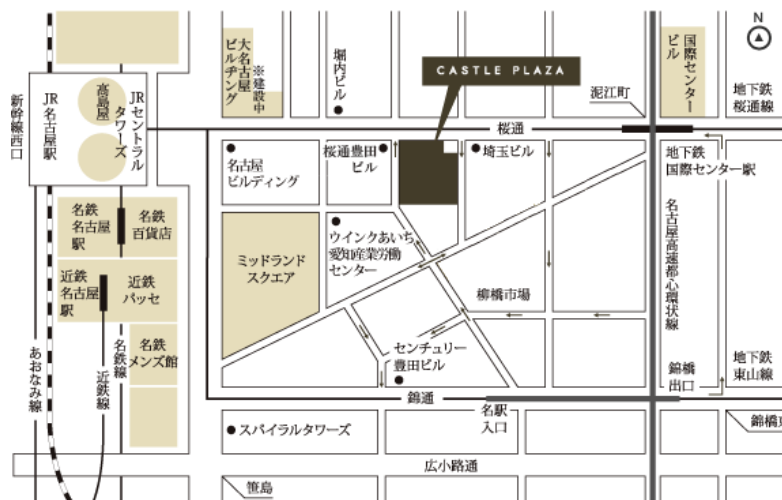 N
大名古屋
ビルヂング
※建設中
堀内ビル
CASTLE PLAZA
泥江町
国際センター
ビル
地下鉄
桜通線
新幹線西口
JR名古屋駅
髙島屋
JRセントラル
タワーズ
桜通
名古屋
ビルディング
桜通豊田
ビル
埼玉ビル
地下鉄
国際センター駅
名鉄
名古屋
駅
名鉄
百貨店
ミッドランド
スクエア
ウインクあいち
愛知産業労働
センター
名古屋高速都心環状線
近鉄
名古屋
駅
近鉄
パッセ
柳橋市場
あおなみ線
近鉄線
名鉄線
名鉄
メンズ館
センチュリー
豊田ビル
錦橋
出口
地下鉄
東山線
錦通
名駅
入口
スパイラルタワーズ
錦橋東
広小路通
笹島